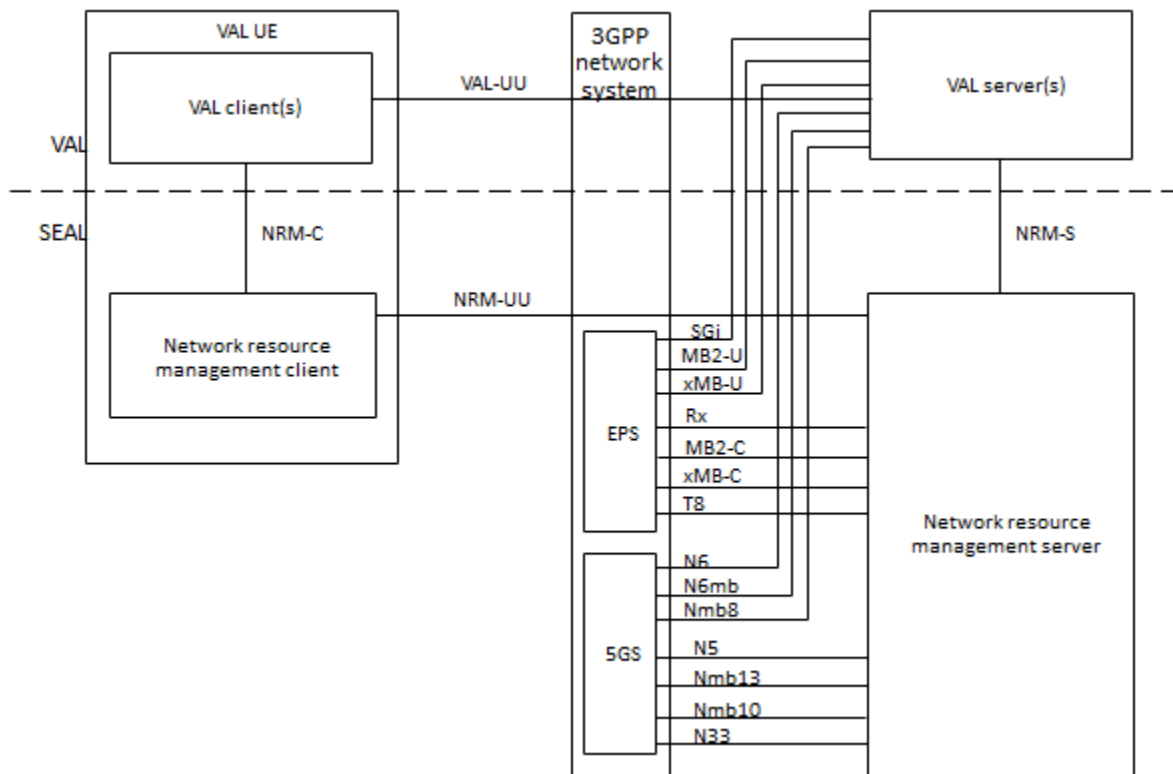 VAL UE
3GPP
network
system
VAL client(s)
VAL-UU
VAL server(s)
VAL
SEAL
NRM-C
NRM-S
NRM-UU
Network resource
management client
SGi
MB2-U
xMB-U
EPS
Rx
MB2-C
xMB-C
T8
Network resource
management server
N6
N6mb
Nmb8
5GS
N5
Nmb13
Nmb10
N33